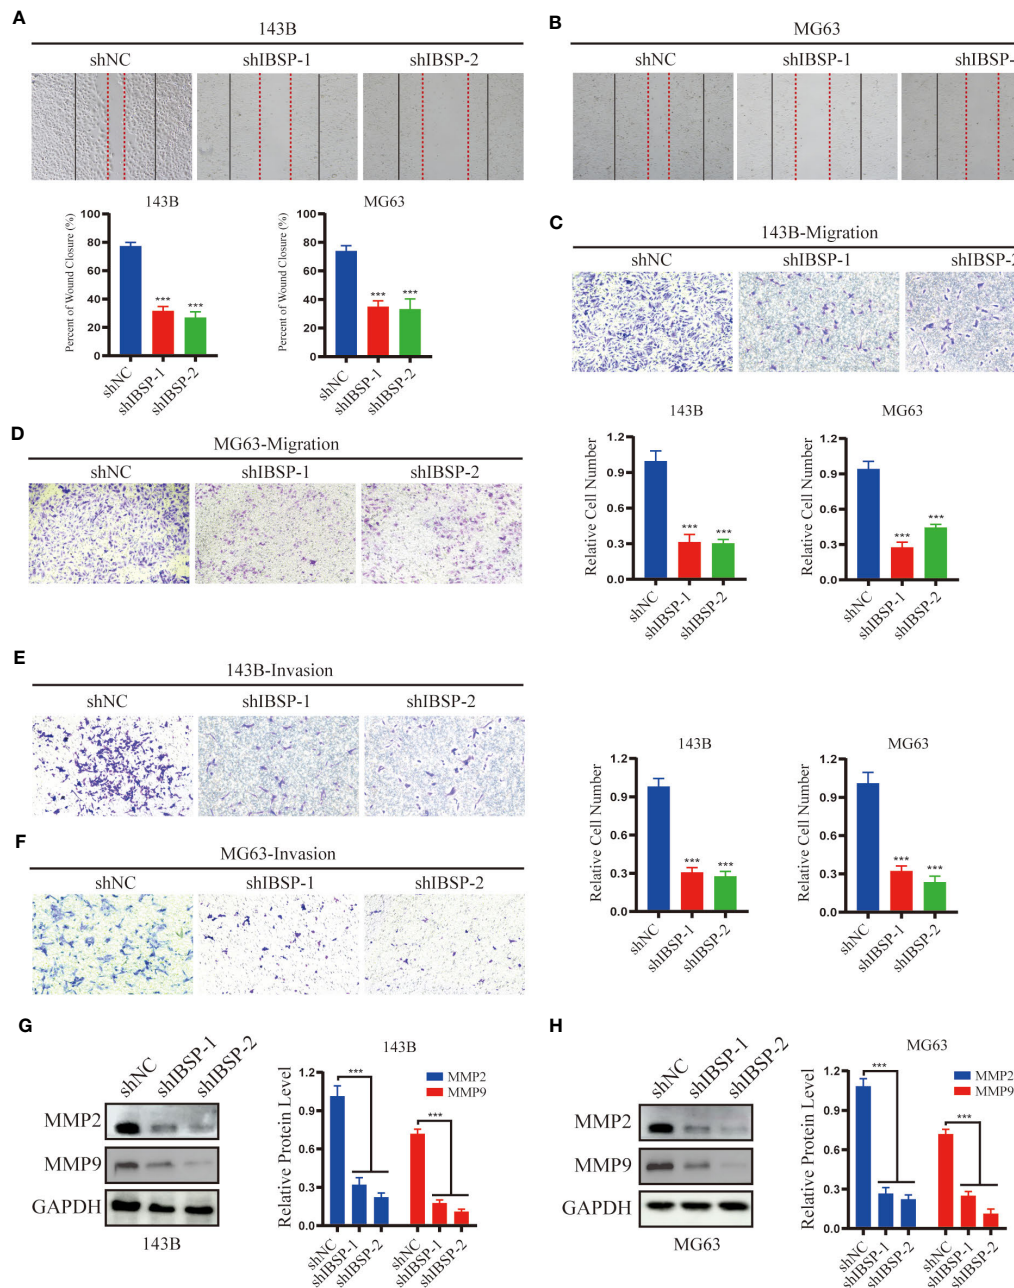 A
143B
shNC shIBSP-1 shIBSP-2
B
MG63
shNC shIBSP-1 shIBSP-
143B
Percent of Wound Closure (%)
100
80
60
40
20
0
***
***
shNC
shIBSP-1
shIBSP-2
MG63
Percent of Wound Closure (%)
100
80
60
40
20
0
***
***
shNC
shIBSP-1
shIBSP-2
C
143B-Migration
shNC shIBSP-1 shIBSP-2
D
MG63-Migration
shNC shIBSP-1 shIBSP-2
143B
Relative Cell Number
1.2
0.9
0.6
0.3
0.0
***
***
shNC
shIBSP-1
shIBSP-2
MG63
Relative Cell Number
1.2
0.9
0.6
0.3
0.0
***
***
shNC
shIBSP-1
shIBSP-2
E
143B-Invasion
shNC shIBSP-1 shIBSP-2
F
MG63-Invasion
shNC shIBSP-1 shIBSP-2
143B
Relative Cell Number
1.2
0.9
0.6
0.3
0.0
***
***
shNC
shIBSP-1
shIBSP-2
MG63
Relative Cell Number
1.2
0.9
0.6
0.3
0.0
***
***
shNC
shIBSP-1
shIBSP-2
G
shNC
shIBSP-1
shIBSP-2
MMP2
MMP9
GAPDH
143B
143B
Relative Protein Level
1.2
0.9
0.6
0.3
0.0
***
***
MMP2
MMP9
shNC
shIBSP-1
shIBSP-2
shNC
shIBSP-1
shIBSP-2
H
shNC
shIBSP-1
shIBSP-2
MMP2
MMP9
GAPDH
MG63
MG63
Relative Protein Level
1.2
0.9
0.6
0.3
0.0
***
***
MMP2
MMP9
shNC
shIBSP-1
shIBSP-2
shNC
shIBSP-1
shIBSP-2